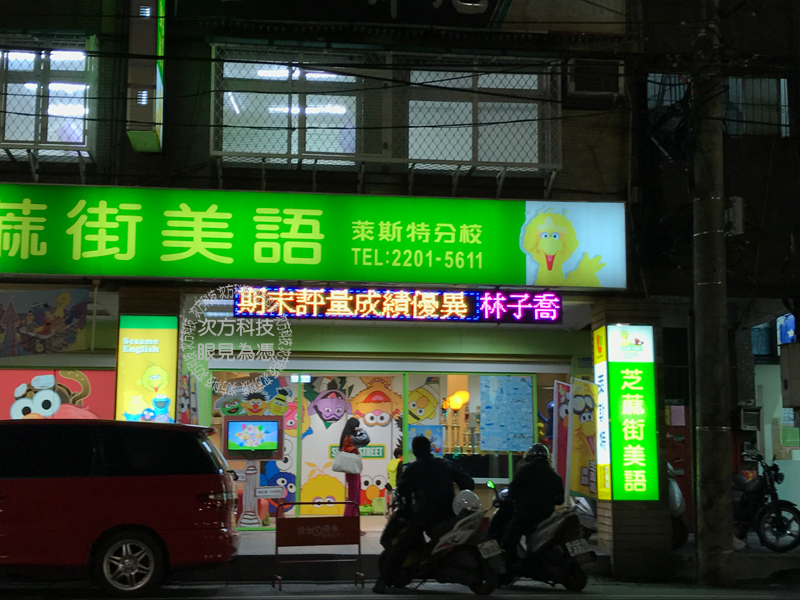 蔴街美語
萊斯特分校
TEL:2201-5611
期末評量成績優異 林子喬
次方科技
眼見為憑
Sesame
English
SESAME STREET
芝蔴街美語